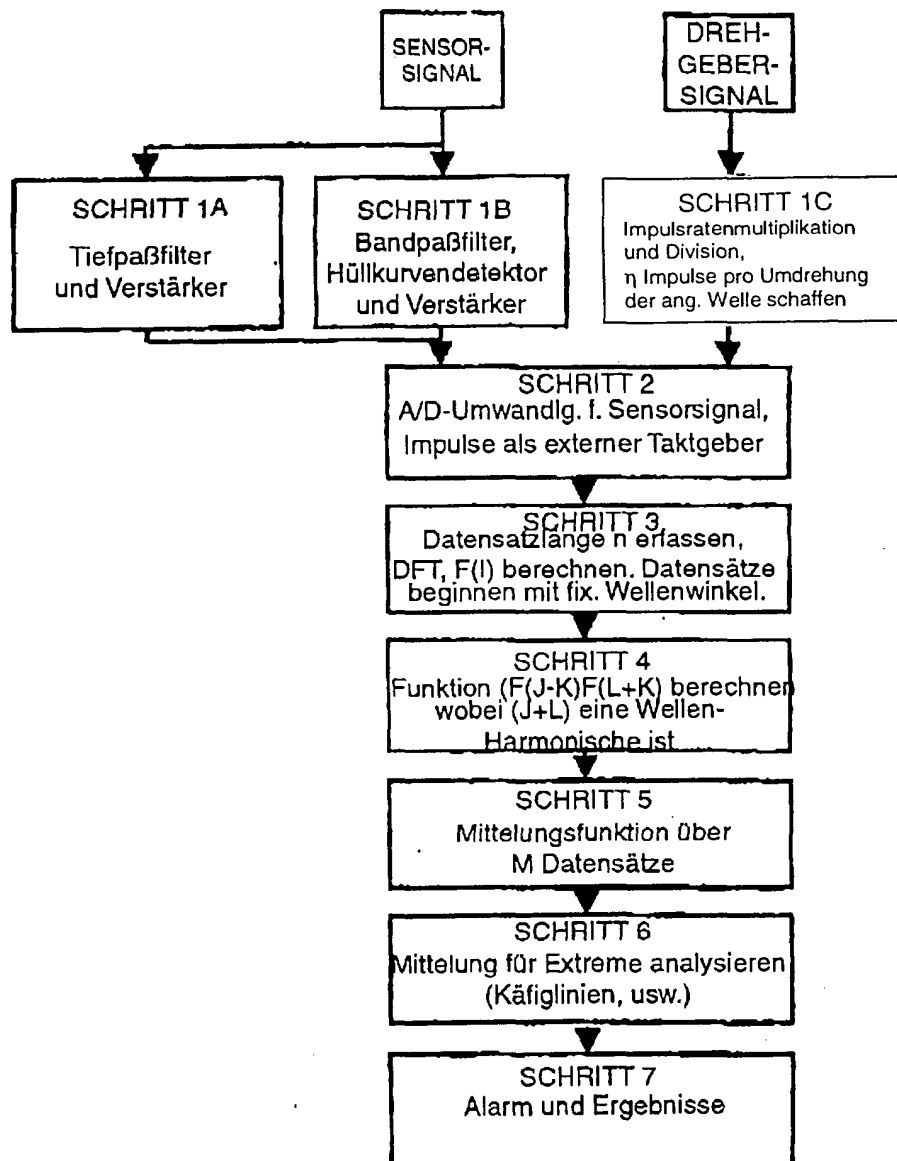 SENSOR-
SIGNAL
DREH-
GEBER-
SIGNAL
SCHRITT 1A
Tiefpaßfilter
und Verstärker
SCHRITT 1B
Bandpaßfilter,
Hüllkurvendetektor
und Verstärker
SCHRITT 1C
Impulsratenmultiplikation
und Division,
η Impulse pro Umdrehung
der ang. Welle schaffen
SCHRITT 2
A/D-Umwandlg. f. Sensorsignal,
Impulse als externer Taktgeber
SCHRITT 3
Datensatzlänge n erfassen,
DFT, F(I) berechnen. Datensätze
beginnen mit fix. Wellenwinkel.
SCHRITT 4
Funktion (F(J-K)F(L+K) berechnen
wobei (J+L) eine Wellen-
Harmonische ist
SCHRITT 5
Mittelungsfunktion über
M Datensätze
SCHRITT 6
Mittelung für Extreme analysieren
(Käfiglinien, usw.)
SCHRITT 7
Alarm und Ergebnisse